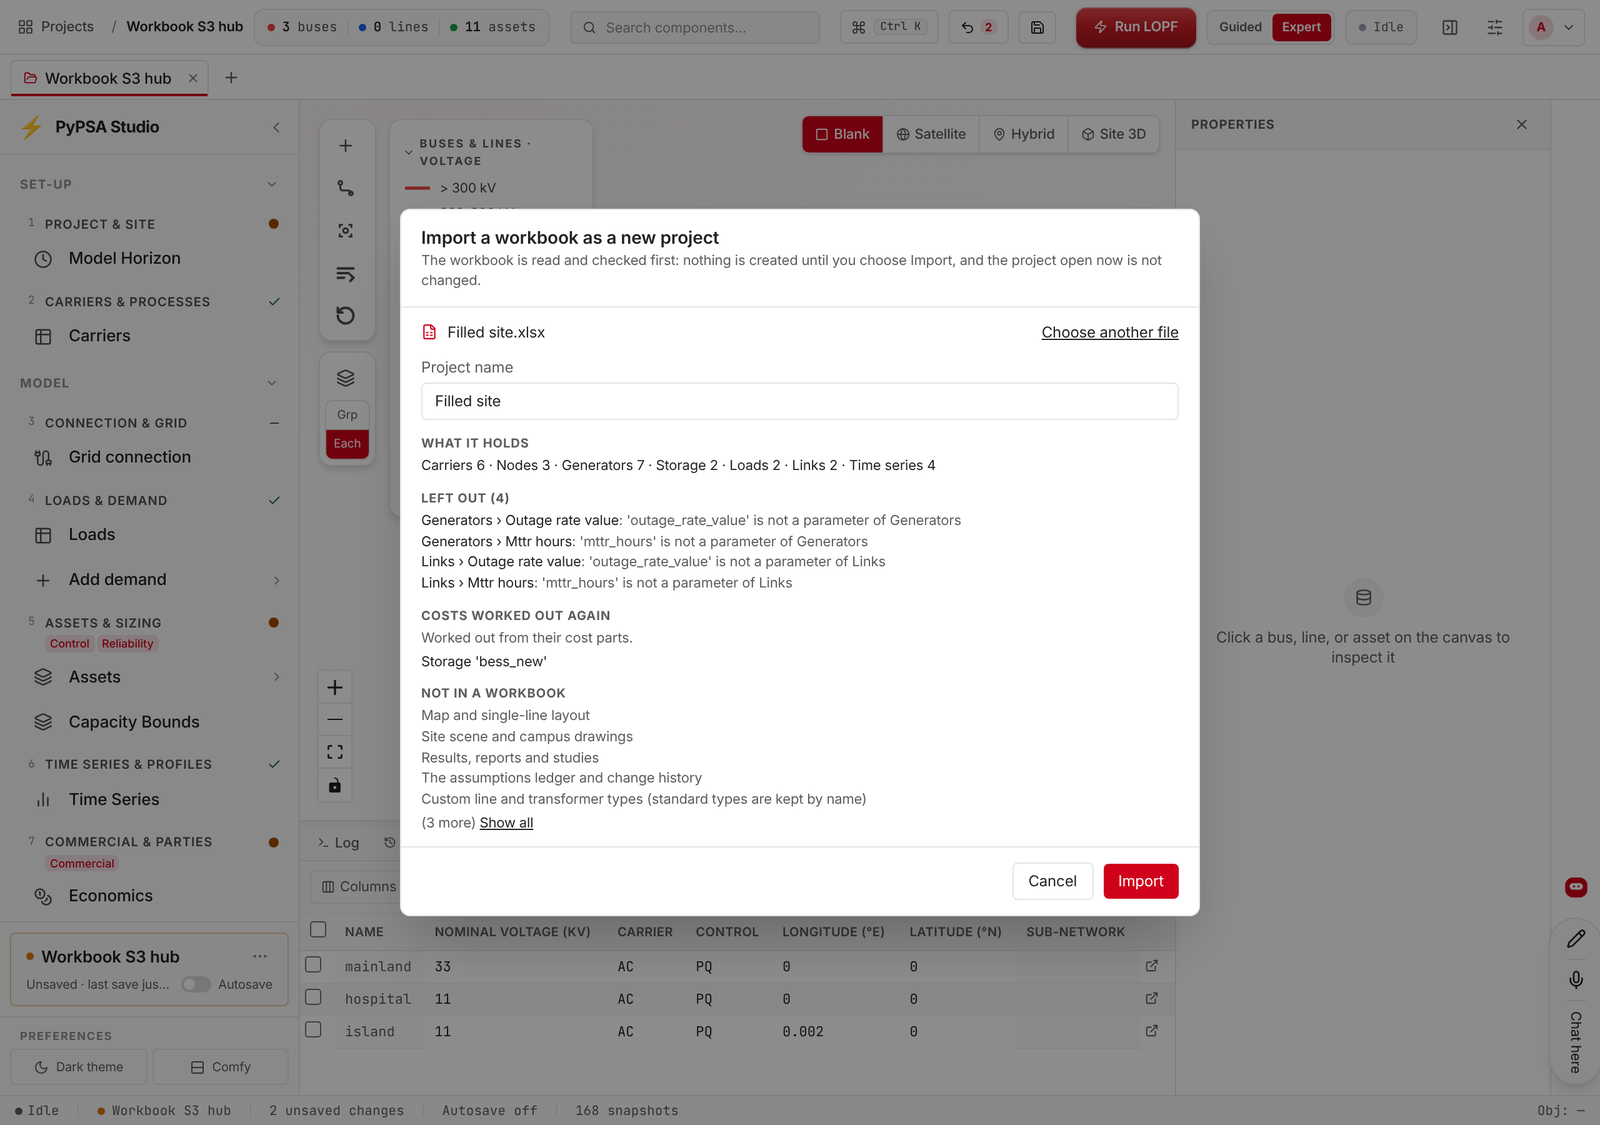 Projects / Workbook S3 hub
3 buses 0 lines 11 assets
Search components...
Ctrl K
2
Run LOPF
Guided Expert
Idle
A
Workbook S3 hub
PyPSA Studio
SET-UP
1 PROJECT & SITE
Model Horizon
2 CARRIERS & PROCESSES
Carriers
MODEL
3 CONNECTION & GRID
Grid connection
4 LOADS & DEMAND
Loads
Add demand
5 ASSETS & SIZING
Control Reliability
Assets
Capacity Bounds
6 TIME SERIES & PROFILES
Time Series
7 COMMERCIAL & PARTIES
Commercial
Economics
Workbook S3 hub ...
Unsaved · last save jus... Autosave
PREFERENCES
Dark theme Comfy
Grp
Each
BUSES & LINES ·
VOLTAGE
> 300 kV
Blank Satellite Hybrid Site 3D
PROPERTIES
Click a bus, line, or asset on the canvas to
inspect it
Import a workbook as a new project
The workbook is read and checked first: nothing is created until you choose Import, and the project open now is not
changed.
Filled site.xlsx Choose another file
Project name
Filled site
WHAT IT HOLDS
Carriers 6 · Nodes 3 · Generators 7 · Storage 2 · Loads 2 · Links 2 · Time series 4
LEFT OUT (4)
Generators › Outage rate value: 'outage_rate_value' is not a parameter of Generators
Generators › Mttr hours: 'mttr_hours' is not a parameter of Generators
Links › Outage rate value: 'outage_rate_value' is not a parameter of Links
Links › Mttr hours: 'mttr_hours' is not a parameter of Links
COSTS WORKED OUT AGAIN
Worked out from their cost parts.
Storage 'bess_new'
NOT IN A WORKBOOK
Map and single-line layout
Site scene and campus drawings
Results, reports and studies
The assumptions ledger and change history
Custom line and transformer types (standard types are kept by name)
(3 more) Show all
Cancel Import
Log
Columns
NAME NOMINAL VOLTAGE (KV) CARRIER CONTROL LONGITUDE (°E) LATITUDE (°N) SUB-NETWORK
mainland 33 AC PQ 0 0
hospital 11 AC PQ 0 0
island 11 AC PQ 0.002 0
Chat here
Idle Workbook S3 hub 2 unsaved changes Autosave off 168 snapshots Obj: —